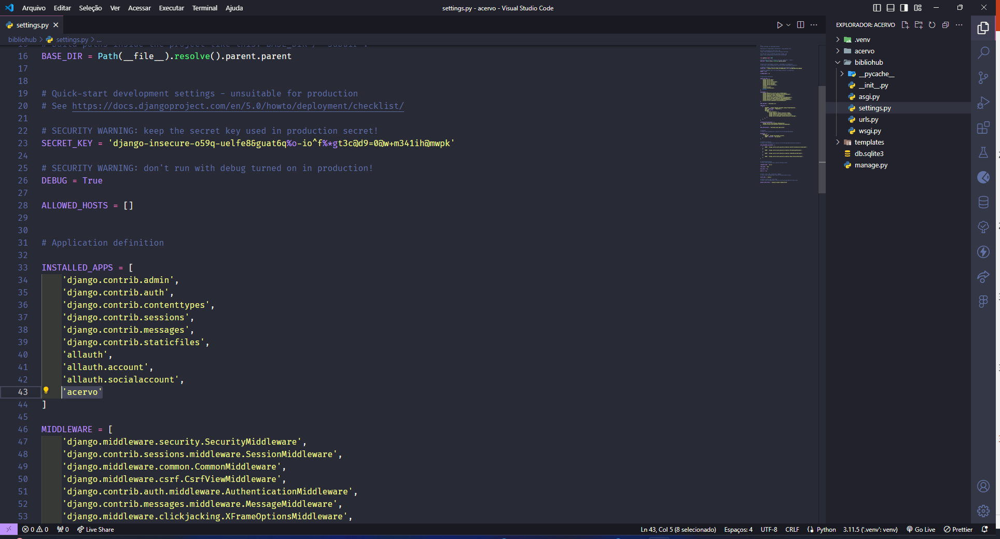 Arquivo Editar Seleção Ver Acessar Executar Terminal Ajuda
settings.py - acervo - Visual Studio Code
settings.py
bibliohub > settings.py > ...
16 BASE_DIR = Path(__file__).resolve().parent.parent
17
18
19 # Quick-start development settings - unsuitable for production
20 # See https://docs.djangoproject.com/en/5.0/howto/deployment/checklist/
21
22 # SECURITY WARNING: keep the secret key used in production secret!
23 SECRET_KEY = 'django-insecure-o59q-uelfe8&guat6q%o-io^f%*gt3c@d9=0@w+m341ih@mwpk'
24
25 # SECURITY WARNING: don't run with debug turned on in production!
26 DEBUG = True
27
28 ALLOWED_HOSTS = []
29
30
31 # Application definition
32
33 INSTALLED_APPS = [
34 'django.contrib.admin',
35 'django.contrib.auth',
36 'django.contrib.contenttypes',
37 'django.contrib.sessions',
38 'django.contrib.messages',
39 'django.contrib.staticfiles',
40 'allauth',
41 'allauth.account',
42 'allauth.socialaccount',
43 'acervo'
44 ]
45
46 MIDDLEWARE = [
47 'django.middleware.security.SecurityMiddleware',
48 'django.contrib.sessions.middleware.SessionMiddleware',
49 'django.middleware.common.CommonMiddleware',
50 'django.middleware.csrf.CsrfViewMiddleware',
51 'django.contrib.auth.middleware.AuthenticationMiddleware',
52 'django.contrib.messages.middleware.MessageMiddleware',
53 'django.middleware.clickjacking.XFrameOptionsMiddleware',
EXPLORADOR: ACERVO
.venv
acervo
bibliohub
__pycache__
__init__.py
asgi.py
settings.py
urls.py
wsgi.py
templates
db.sqlite3
manage.py
0 0 0 Live Share
Ln 43, Col 5 (8 selecionado) Espaços: 4 UTF-8 CRLF Python 3.11.5 ('.venv': venv) Go Live Prettier